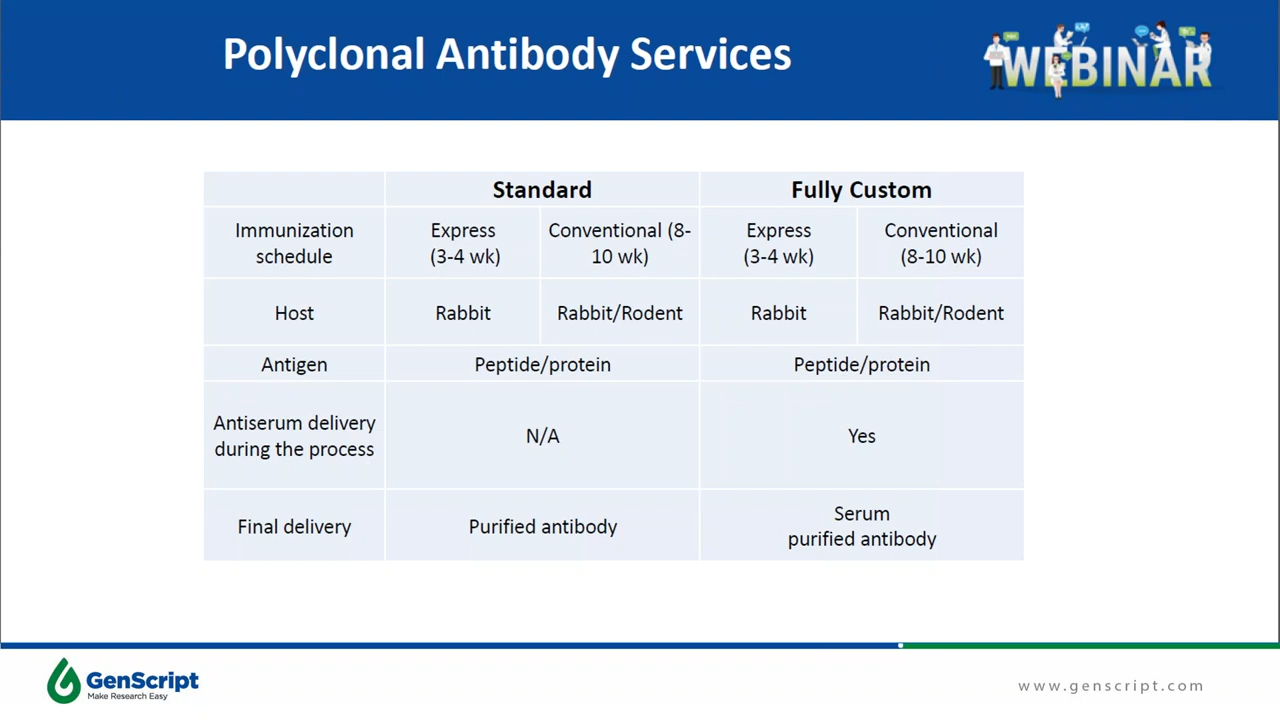 Polyclonal Antibody Services
WEBINAR
Standard
Fully Custom
Immunization
schedule
Express
(3-4 wk)
Conventional (8-
10 wk)
Express
(3-4 wk)
Conventional
(8-10 wk)
Host
Rabbit
Rabbit/Rodent
Rabbit
Rabbit/Rodent
Antigen
Peptide/protein
Peptide/protein
Antiserum delivery
during the process
N/A
Yes
Final delivery
Purified antibody
Serum
purified antibody
GenScript
Make Research Easy
www.genscript.com